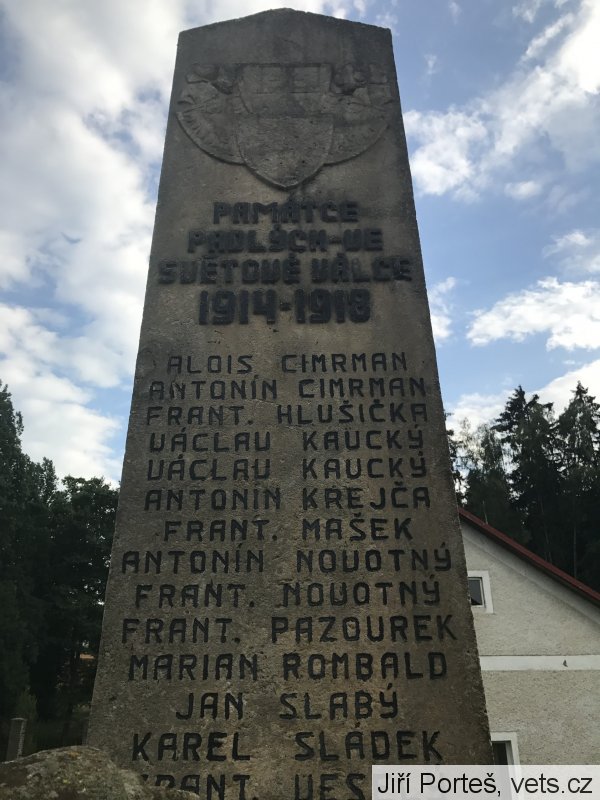 PAMÁTCE
PADLÝCH-VE
SVĚTOVÉ VÁLCE
1914-1918
ALOIS CIMRMAN
ANTONÍN CIMRMAN
FRANT. HLUŠIČKA
VÁCLAV KAUCKÝ
VÁCLAV KAUCKÝ
ANTONÍN KREJČA
FRANT. MAŠEK
ANTONÍN NOVOTNÝ
FRANT. NOVOTNÝ
FRANT. PAZOUREK
MARIAN ROMBALD
JAN SLABÝ
KAREL SLÁDEK
FRANT.
Jiří Porteš, vets.cz